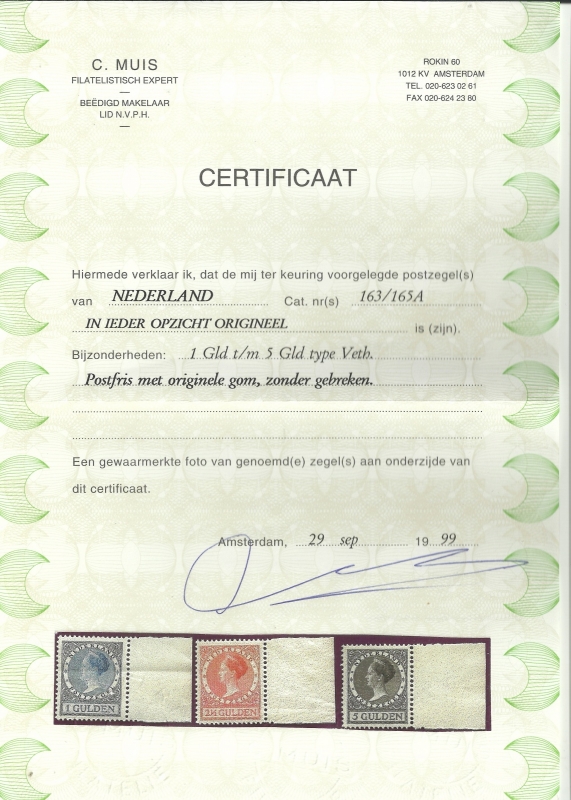 C. MUIS
FILATELISTISCH EXPERT
BEËDIGD MAKELAAR
LID N.V.P.H.
ROKIN 60
1012 KV AMSTERDAM
TEL. 020-623 02 61
FAX 020-624 23 80
CERTIFICAAT
Hiermede verklaar ik, dat de mij ter keuring voorgelegde postzegel(s)
van NEDERLAND Cat. nr(s) 163/165A
IN IEDER OPZICHT ORIGINEEL is (zijn).
Bijzonderheden: 1 Gld t/m 5 Gld type Veth.
Postfris met originele gom, zonder gebreken.
Een gewaarmerkte foto van genoemd(e) zegel(s) aan onderzijde van
dit certificaat.
Amsterdam, 29 sep 19 99
NEDERLAND
POSTZEGEL
1 GULDEN
NEDERLAND
POSTZEGEL
2½ GULDEN
NEDERLAND
POSTZEGEL
5 GULDEN
MUIS